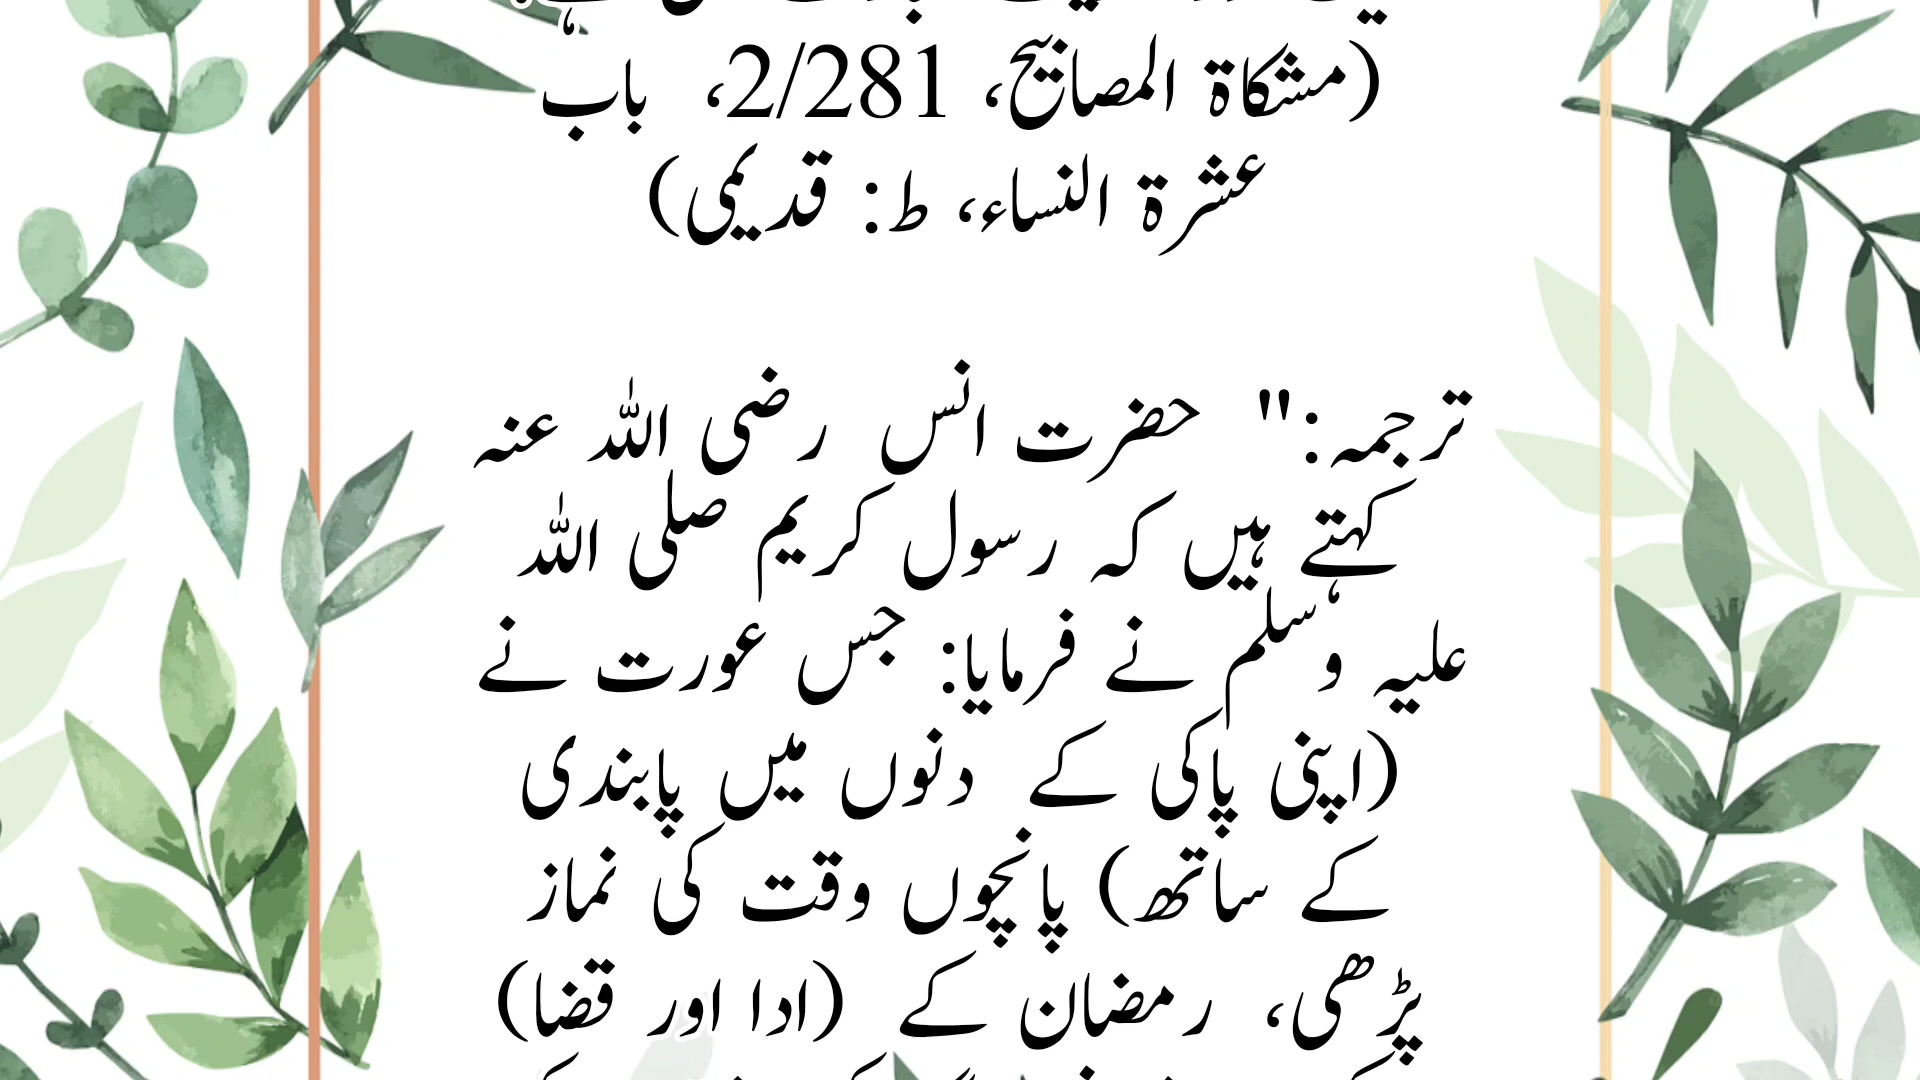 (مشکاة المصابیح، 2/281، باب
عشرة النساء، ط: قدیمی)
ترجمہ:" حضرت انس رضی اللہ عنہ
کہتے ہیں کہ رسول کریم صلی اللہ
علیہ وسلم نے فرمایا: جس عورت نے
(اپنی پاکی کے دنوں میں پابندی
کے ساتھ) پانچوں وقت کی نماز
پڑھی، رمضان کے (ادا اور قضا)